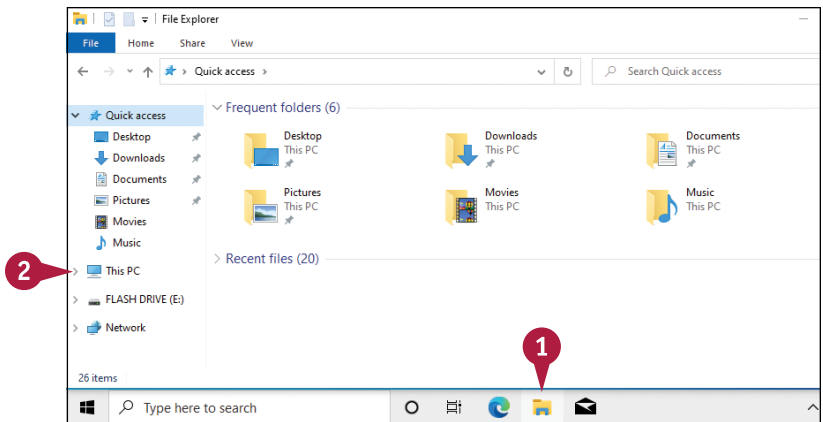 File Explorer
File Home Share View
Quick access Search Quick access
Quick access
Desktop
Downloads
Documents
Pictures
Movies
Music
This PC
FLASH DRIVE (E:)
Network
Frequent folders (6)
Desktop
This PC
Downloads
This PC
Documents
This PC
Pictures
This PC
Movies
This PC
Music
This PC
Recent files (20)
2
1
26 items
Type here to search